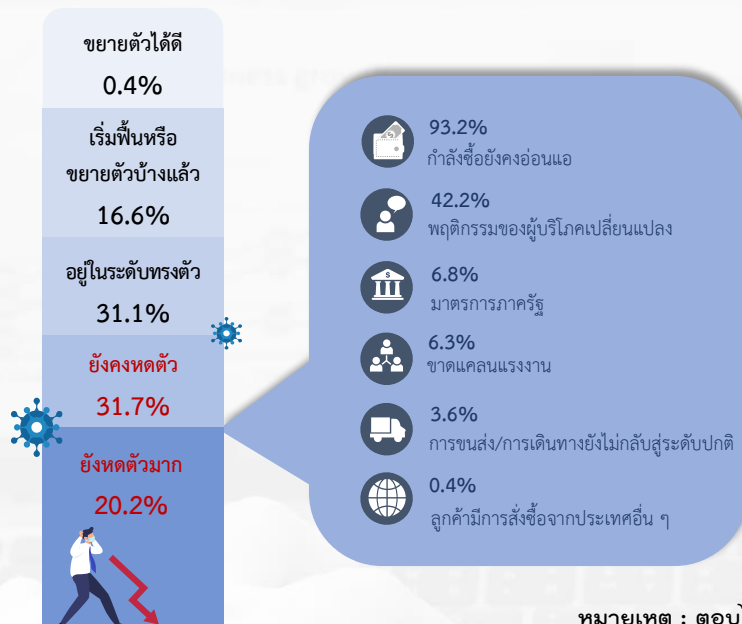 ขยายตัวได้ดี
0.4%
เริ่มฟื้นหรือ
ขยายตัวบ้างแล้ว
16.6%
อยู่ในระดับทรงตัว
31.1%
ยังคงหดตัว
31.7%
ยังหดตัวมาก
20.2%
93.2%
กำลังซื้อยังคงอ่อนแอ
42.2%
พฤติกรรมของผู้บริโภคเปลี่ยนแปลง
6.8%
มาตรการภาครัฐ
6.3%
ขาดแคลนแรงงาน
3.6%
การขนส่ง/การเดินทางยังไม่กลับสู่ระดับปกติ
0.4%
ลูกค้ามีการสั่งซื้อจากประเทศอื่น ๆ
หมายเหตุ : ตอบ